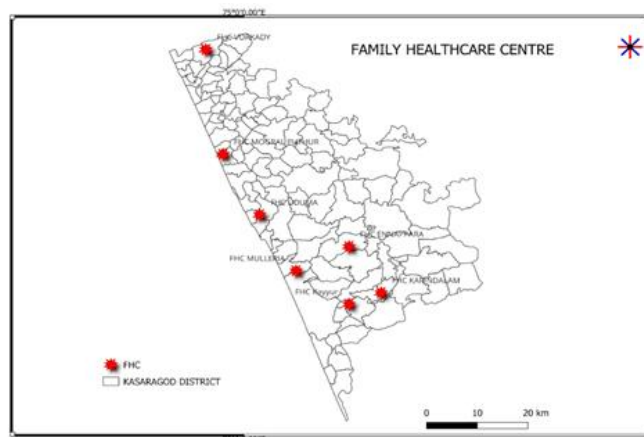 75°0'0.00"E
FAMILY HEALTHCARE CENTRE
FHC VORKADY
FHC MOGRAL PUTHUR
FHC UDUMA
FHC ENNAPPARA
FHC MULLERIA
FHC KARINDALAM
FHC Kayyur
FHC
KASARAGOD DISTRICT
0 10 20 km